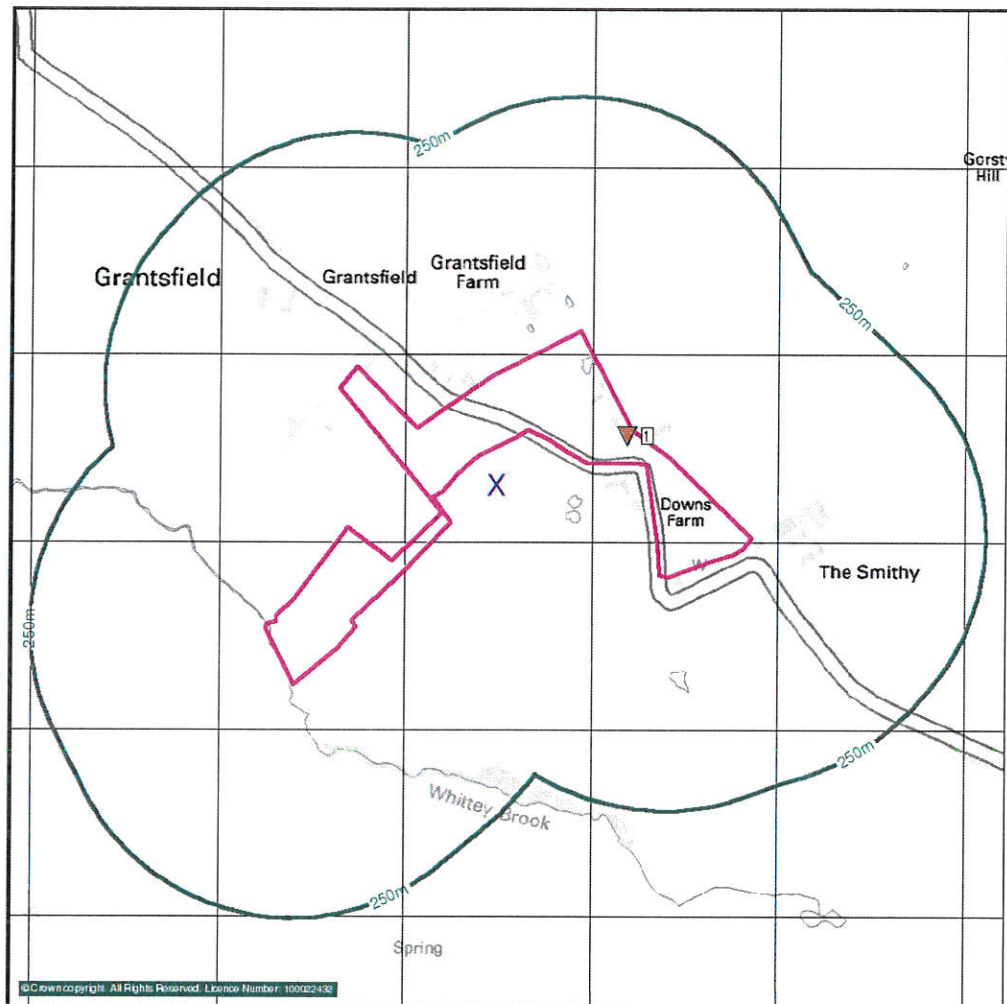 250m
Gorsty
Hill
Grantsfield
Grantsfield
Grantsfield
Farm
250m
1
X
Downs
Farm
W
The Smithy
250m
250m
Whittey Brook
250m
Spring
© Crown copyright. All Rights Reserved. Licence Number: 100022432